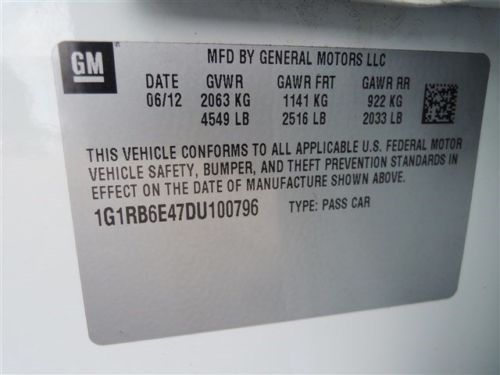 GM
MFD BY GENERAL MOTORS LLC
DATE GVWR GAWR FRT GAWR RR
06/12 2063 KG 1141 KG 922 KG
4549 LB 2516 LB 2033 LB
THIS VEHICLE CONFORMS TO ALL APPLICABLE U.S. FEDERAL MOTOR
VEHICLE SAFETY, BUMPER, AND THEFT PREVENTION STANDARDS IN
EFFECT ON THE DATE OF MANUFACTURE SHOWN ABOVE.
1G1RB6E47DU100796 TYPE: PASS CAR